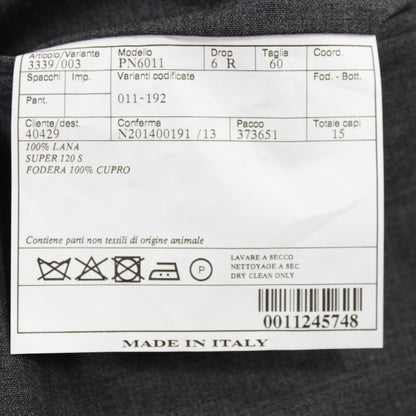 Articolo/Variante Modello Drop Taglia Coord.
3339/003 PN6011 6 R 60
Spacchi Imp. Varianti codificate Fod. - Bott.
Pant. 011-192
Cliente/dest. Conferma Pacco Totale capi
40429 N201400191 /13 373651 15
100% LANA
SUPER 120 S
FODERA 100% CUPRO
Contiene parti non tessili di origine animale
P
LAVARE A SECCO
NETTOYAGE A SEC
DRY CLEAN ONLY
0011245748
MADE IN ITALY